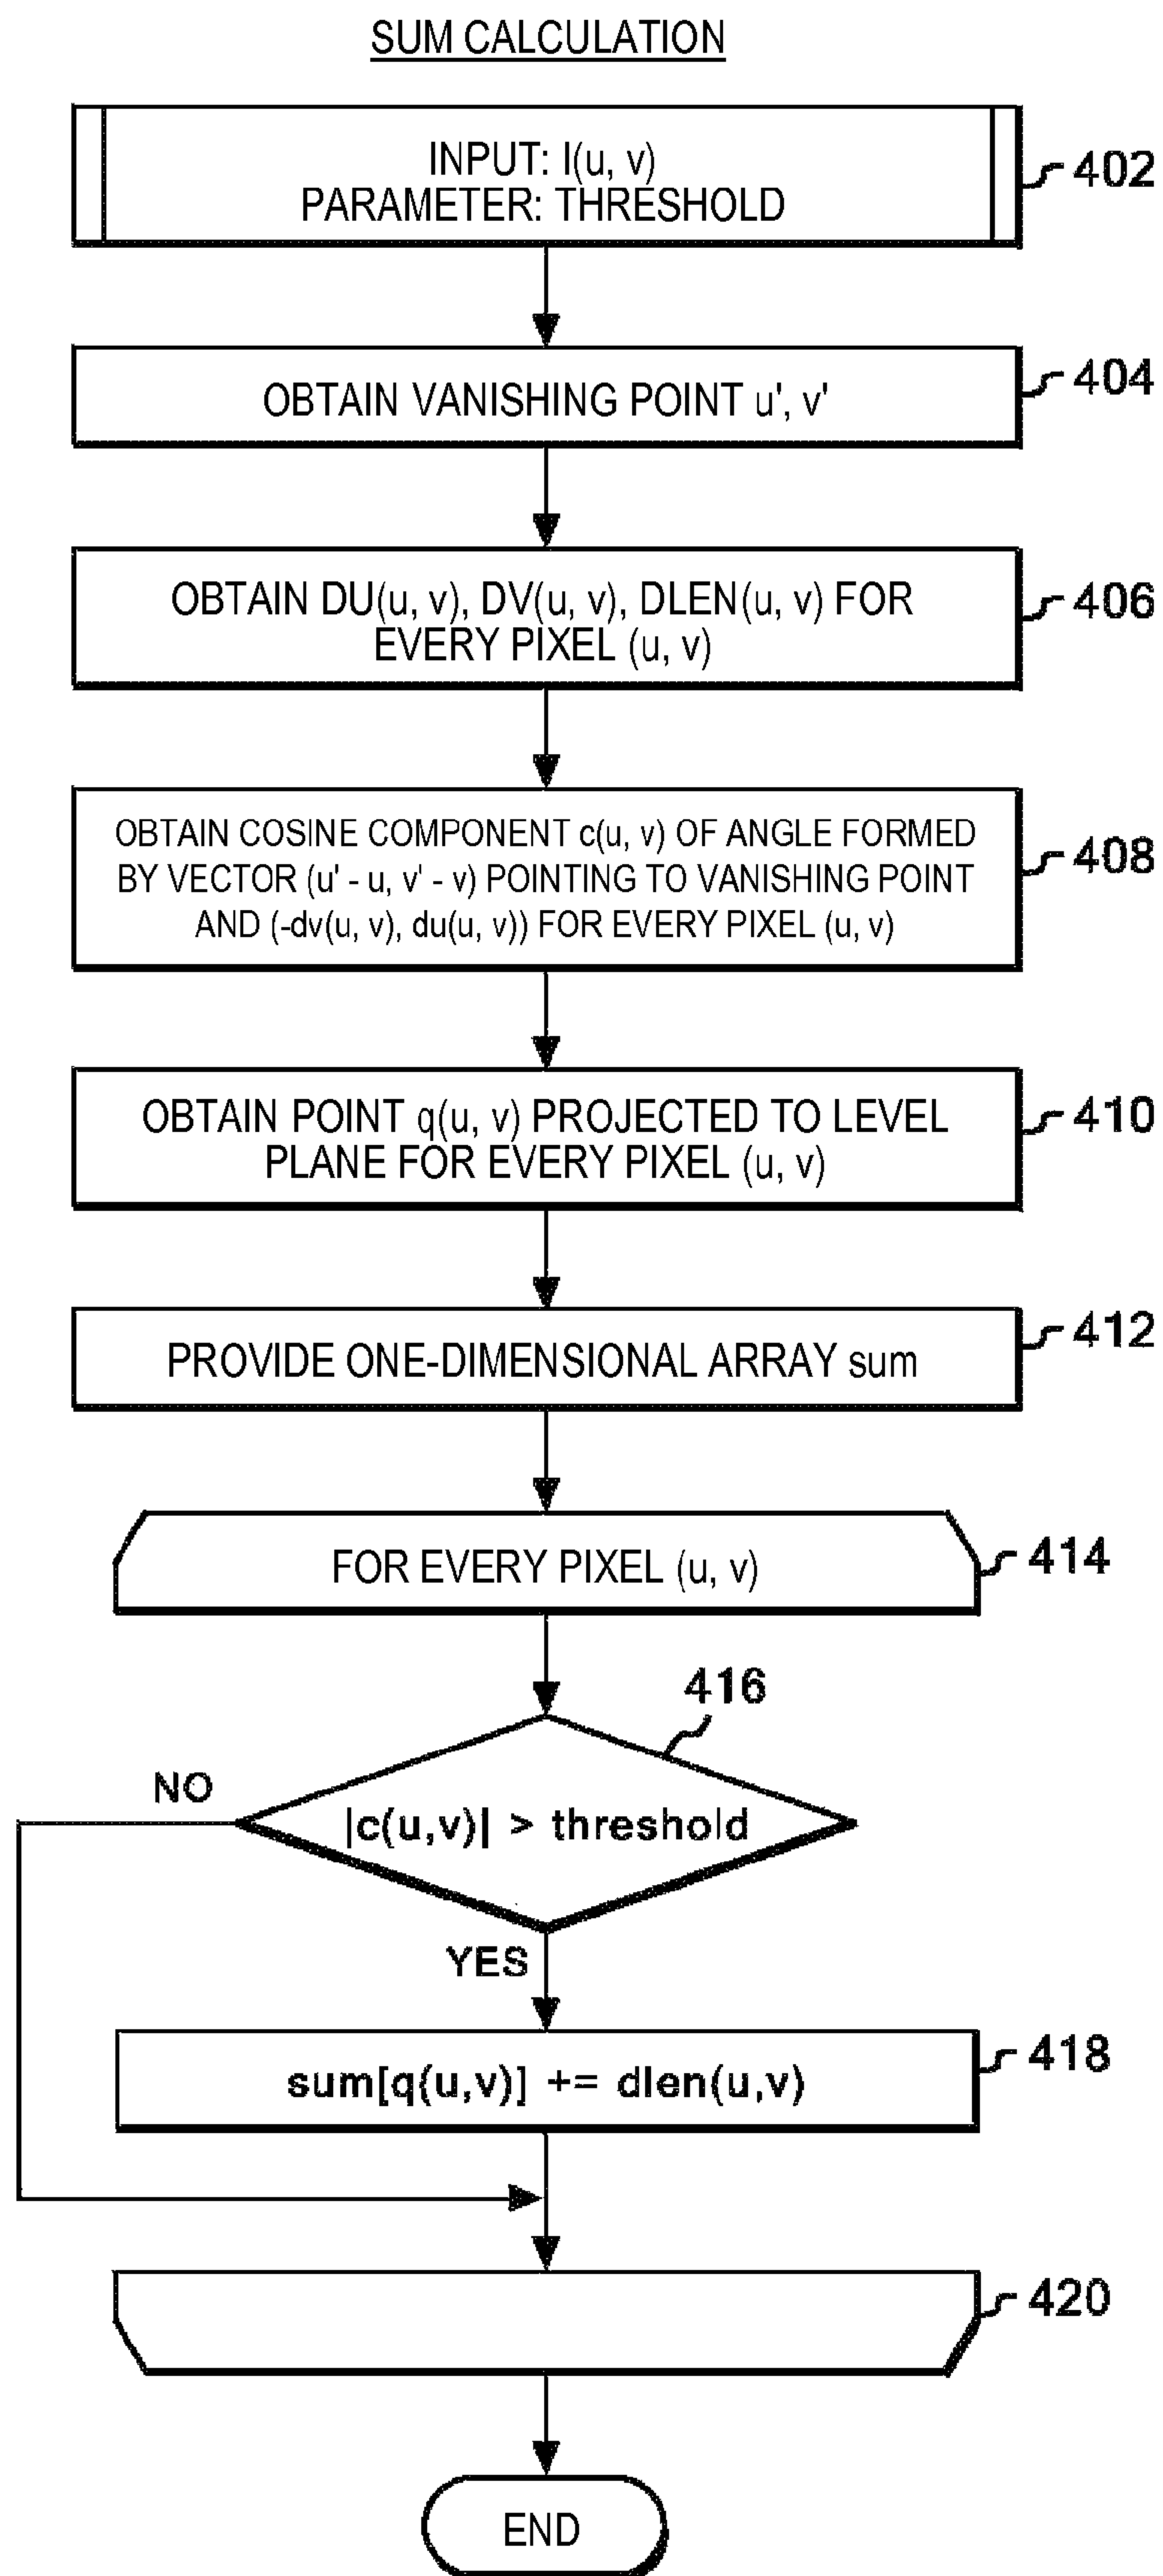 SUM CALCULATION
INPUT: I(u, v)
PARAMETER: THRESHOLD
402
OBTAIN VANISHING POINT u', v'
404
OBTAIN DU(u, v), DV(u, v), DLEN(u, v) FOR
EVERY PIXEL (u, v)
406
OBTAIN COSINE COMPONENT c(u, v) OF ANGLE FORMED
BY VECTOR (u' - u, v' - v) POINTING TO VANISHING POINT
AND (-dv(u, v), du(u, v)) FOR EVERY PIXEL (u, v)
408
OBTAIN POINT q(u, v) PROJECTED TO LEVEL
PLANE FOR EVERY PIXEL (u, v)
410
PROVIDE ONE-DIMENSIONAL ARRAY sum
412
FOR EVERY PIXEL (u, v)
414
416
NO
|c(u,v)| > threshold
YES
sum[q(u,v)] += dlen(u,v)
418
420
END